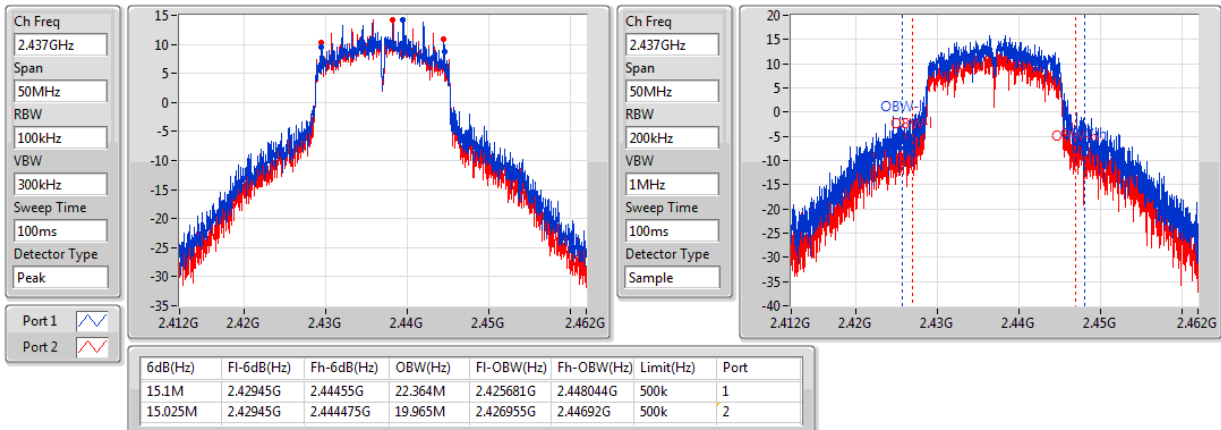 Ch Freq
2.437GHz
Span
50MHz
RBW
100kHz
VBW
300kHz
Sweep Time
100ms
Detector Type
Peak
Port 1
Port 2
15
10
5
0
-5
-10
-15
-20
-25
-30
-35
2.412G 2.42G 2.43G 2.44G 2.45G 2.462G
Ch Freq
2.437GHz
Span
50MHz
RBW
200kHz
VBW
1MHz
Sweep Time
100ms
Detector Type
Sample
20
15
10
5
0
-5
-10
-15
-20
-25
-30
-35
-40
2.412G 2.42G 2.43G 2.44G 2.45G 2.462G
6dB(Hz) Fl-6dB(Hz) Fh-6dB(Hz) OBW(Hz) Fl-OBW(Hz) Fh-OBW(Hz) Limit(Hz) Port
15.1M 2.42945G 2.44455G 22.364M 2.425681G 2.448044G 500k 1
15.025M 2.42945G 2.444475G 19.965M 2.426955G 2.44692G 500k 2